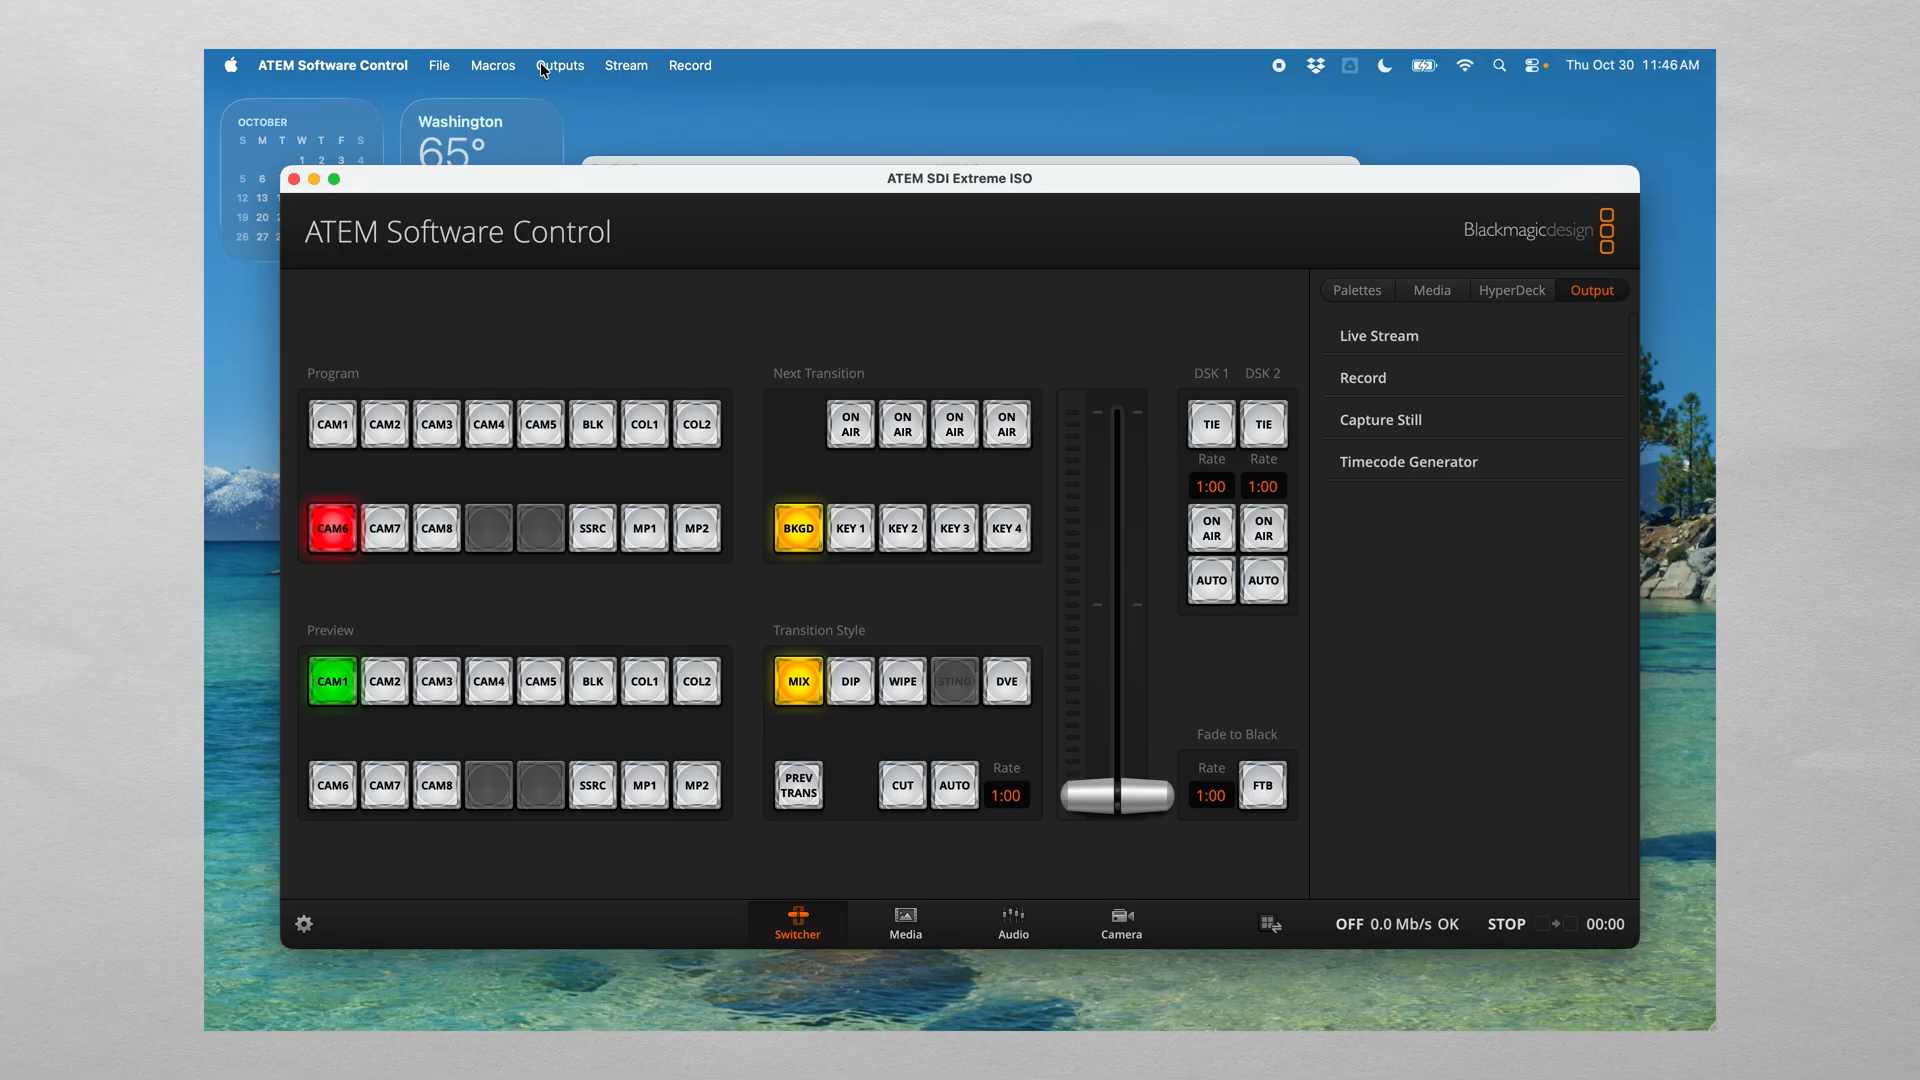 ATEM Software Control File Macros Outputs Stream Record Thu Oct 30 11:46 AM
OCTOBER
S M T W T F S
1 2 3 4
5 6
12 13
19 20
26 27
Washington
65°
ATEM SDI Extreme ISO
ATEM Software Control
Blackmagicdesign
Palettes Media HyperDeck Output
Live Stream
Record
Capture Still
Timecode Generator
Program
CAM1 CAM2 CAM3 CAM4 CAM5 BLK COL1 COL2
CAM6 CAM7 CAM8 SSRC MP1 MP2
Next Transition
ON AIR ON AIR ON AIR ON AIR
BKGD KEY 1 KEY 2 KEY 3 KEY 4
DSK 1 DSK 2
TIE TIE
Rate Rate
1:00 1:00
ON AIR ON AIR
AUTO AUTO
Preview
CAM1 CAM2 CAM3 CAM4 CAM5 BLK COL1 COL2
CAM6 CAM7 CAM8 SSRC MP1 MP2
Transition Style
MIX DIP WIPE STING DVE
PREV TRANS CUT AUTO
Rate
1:00
Fade to Black
Rate
1:00
FTB
Switcher Media Audio Camera
OFF 0.0 Mb/s OK STOP 00:00